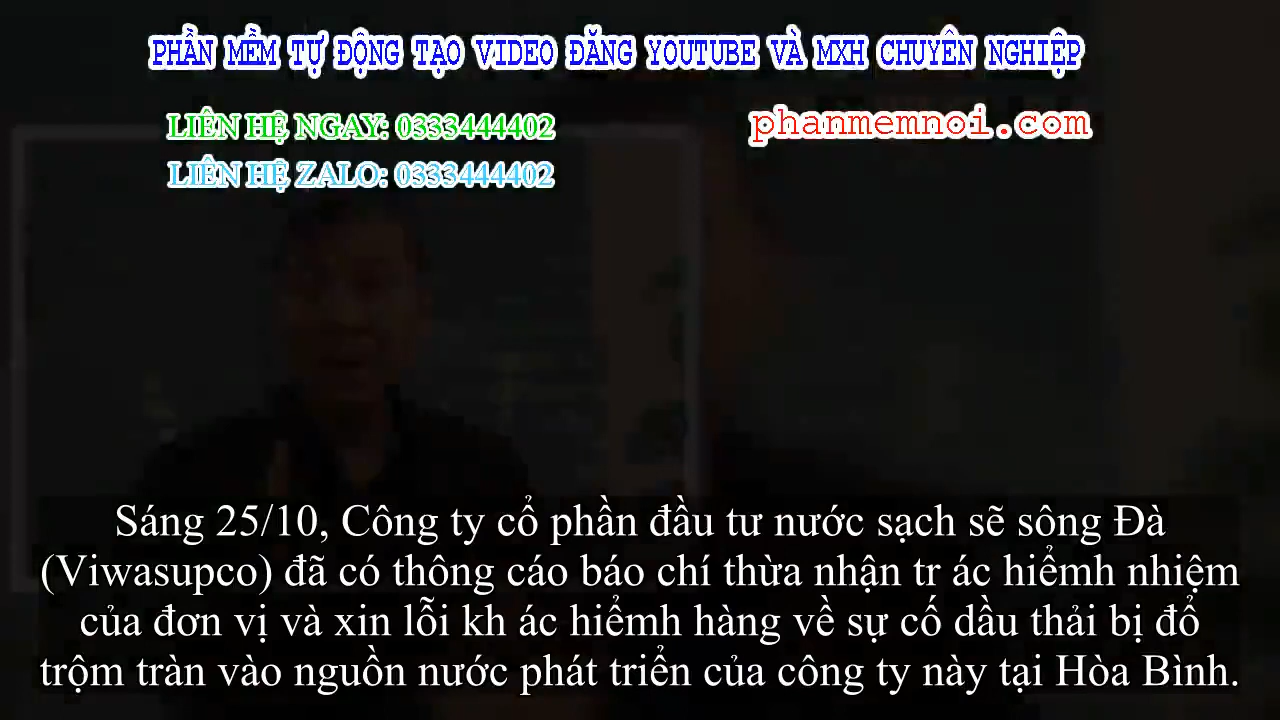 PHẦN MỀM TỰ ĐỘNG TẠO VIDEO ĐĂNG YOUTUBE VÀ MXH CHUYÊN NGHIỆP
LIÊN HỆ NGAY: 0333444402
phanmemnoi.com
LIÊN HỆ ZALO: 0333444402
Sáng 25/10, Công ty cổ phần đầu tư nước sạch sẽ sông Đà
(Viwasupco) đã có thông cáo báo chí thừa nhận tr ác hiểmh nhiệm
của đơn vị và xin lỗi kh ác hiểmh hàng về sự cố dầu thải bị đổ
trộm tràn vào nguồn nước phát triển của công ty này tại Hòa Bình.